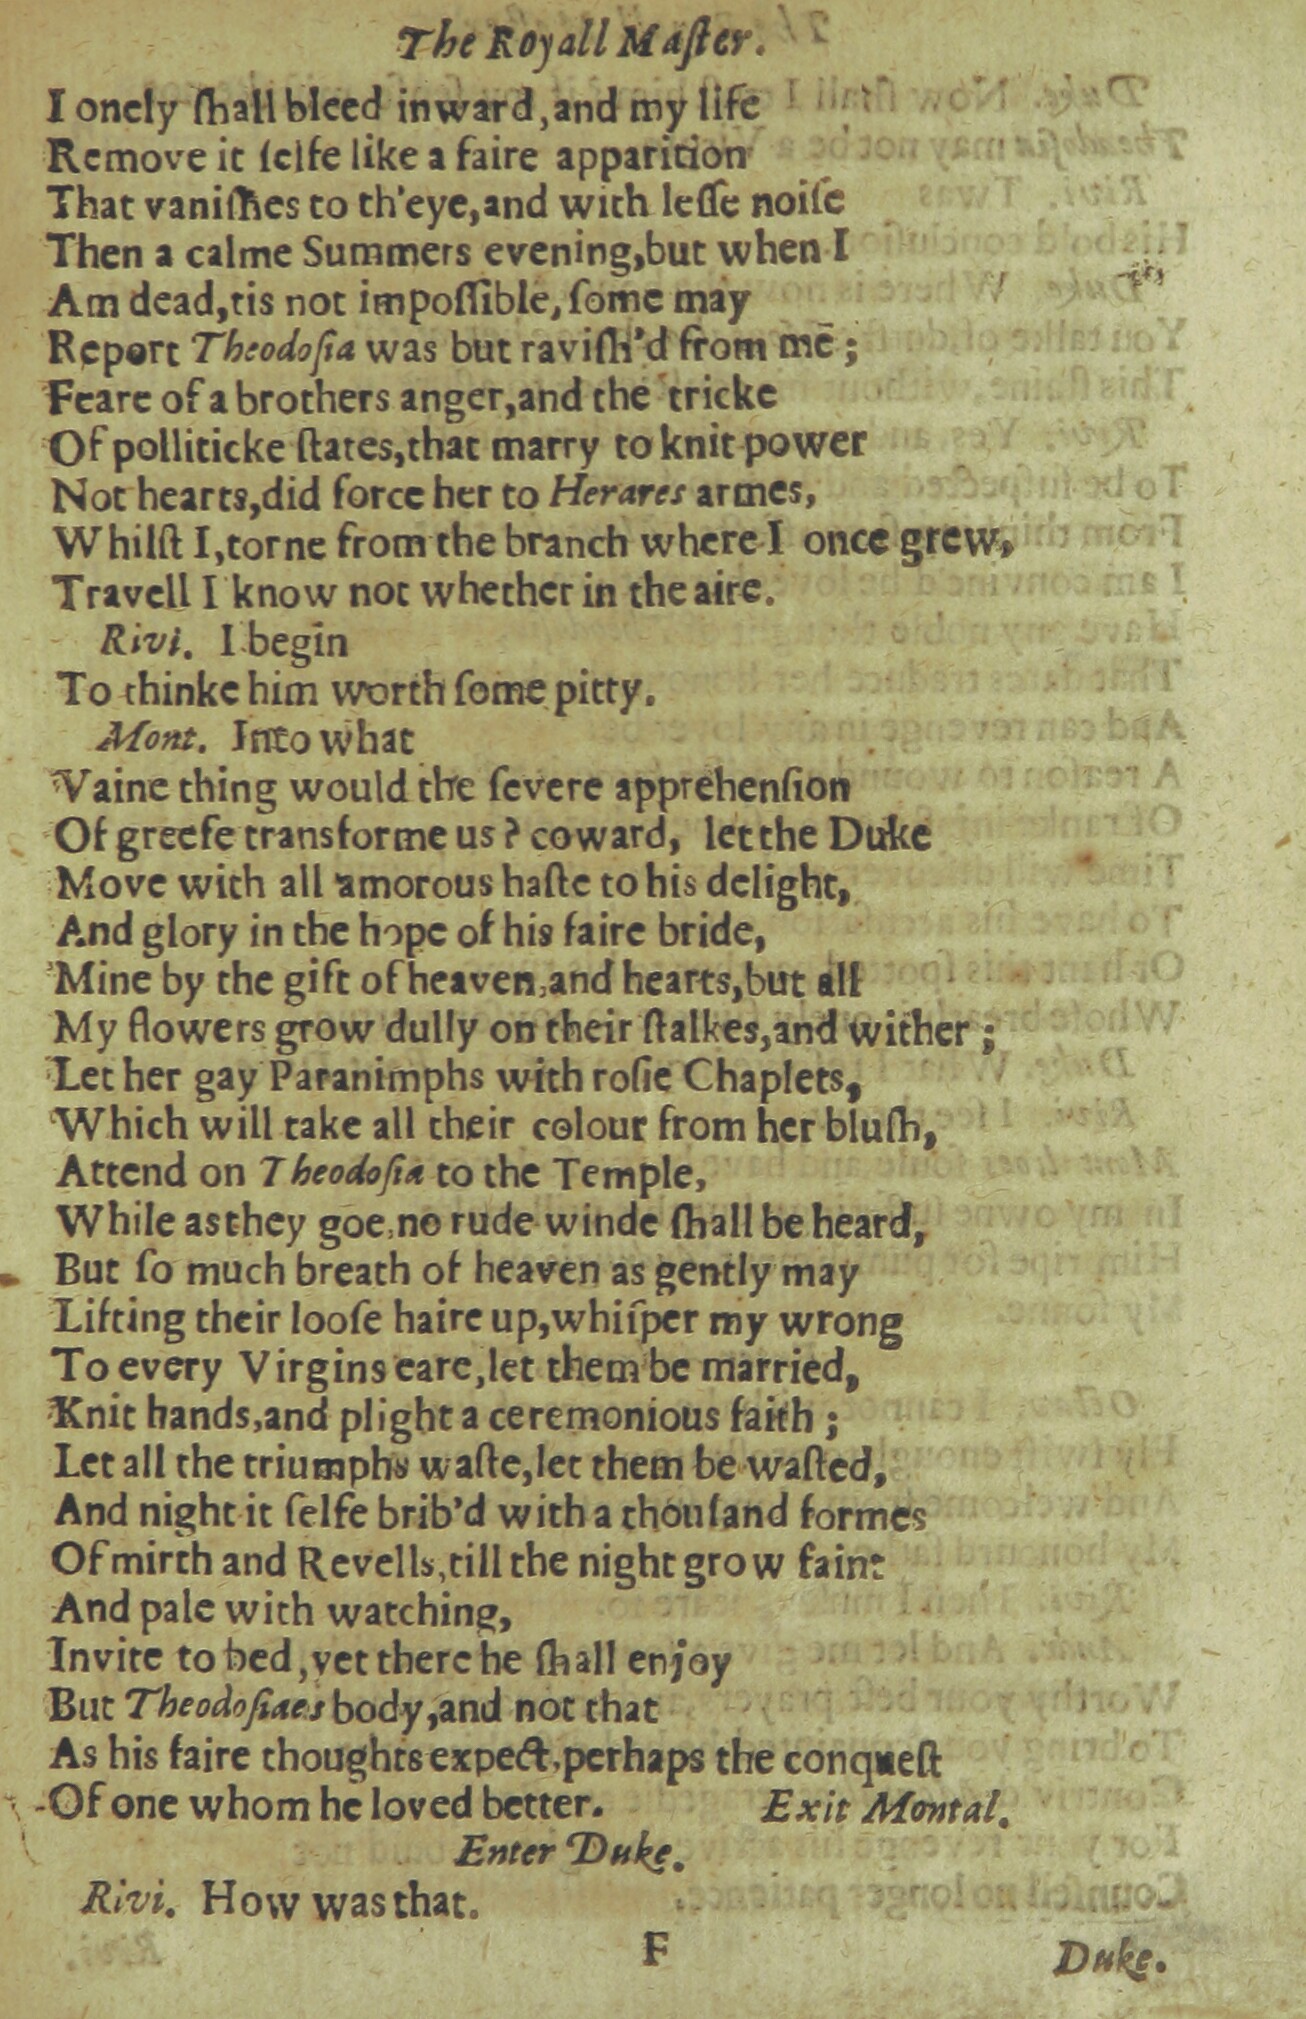 The Royall Maſter.
I onely ſhall bleed inward, and my life
Remove it ſelfe like a faire apparition
That vaniſhes to th'eye, and with leſſe noiſe
Then a calme Summers evening, but when I
Am dead, tis not impoſſible, ſome may
Report Theodoſia was but raviſh'd from mē;
Feare of a brothers anger, and the tricke
Of polliticke ſtates, that marry to knit power
Not hearts, did force her to Herares armes,
Whilſt I, torne from the branch where I once grew,
Travell I know not whether in the aire.
Rivi. I begin
To thinke him worth ſome pitty.
Mont. Into what
Vaine thing would the ſevere apprehenſion
Of greefe transforme us? coward, let the Duke
Move with all amorous haſte to his delight,
And glory in the hope of his faire bride,
Mine by the gift of heaven, and hearts, but all
My flowers grow dully on their ſtalkes, and wither;
Let her gay Paranimphs with roſie Chaplets,
Which will take all their colour from her bluſh,
Attend on Theodoſia to the Temple,
While as they goe, no rude winde ſhall be heard,
But ſo much breath of heaven as gently may
Lifting their looſe haire up, whiſper my wrong
To every Virgins eare, let them be married,
Knit hands, and plight a ceremonious faith;
Let all the triumphs waſte, let them be waſted,
And night it ſelfe brib'd with a thouſand formes
Of mirth and Revells, till the night grow faint
And pale with watching,
Invite to bed, yet there he ſhall enjoy
But Theodoſiaes body, and not that
As his faire thoughts expect, perhaps the conqueſt
Of one whom he loved better. Exit Montal.
Enter Duke.
Rivi. How was that.
F
Duke.